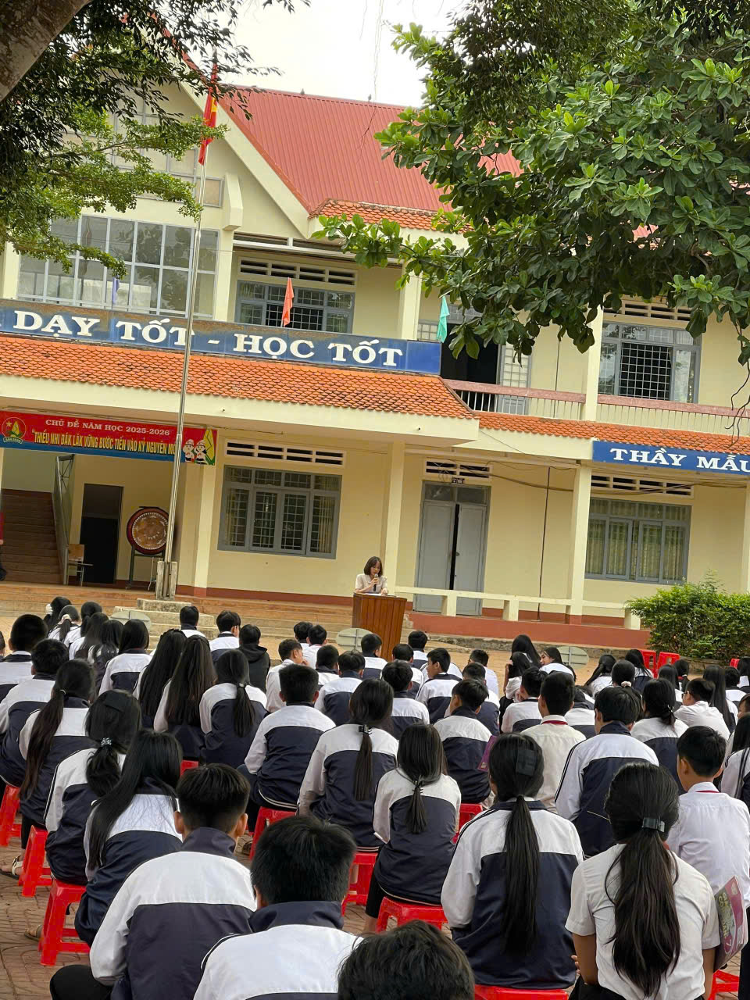 DẠY TỐT - HỌC TỐT
CHỦ ĐỀ NĂM HỌC 2025-2026
"THIẾU NHI ĐẮK LẮK VỮNG BƯỚC TIẾN VÀO KỶ NGUYÊN
THẦY MẪU